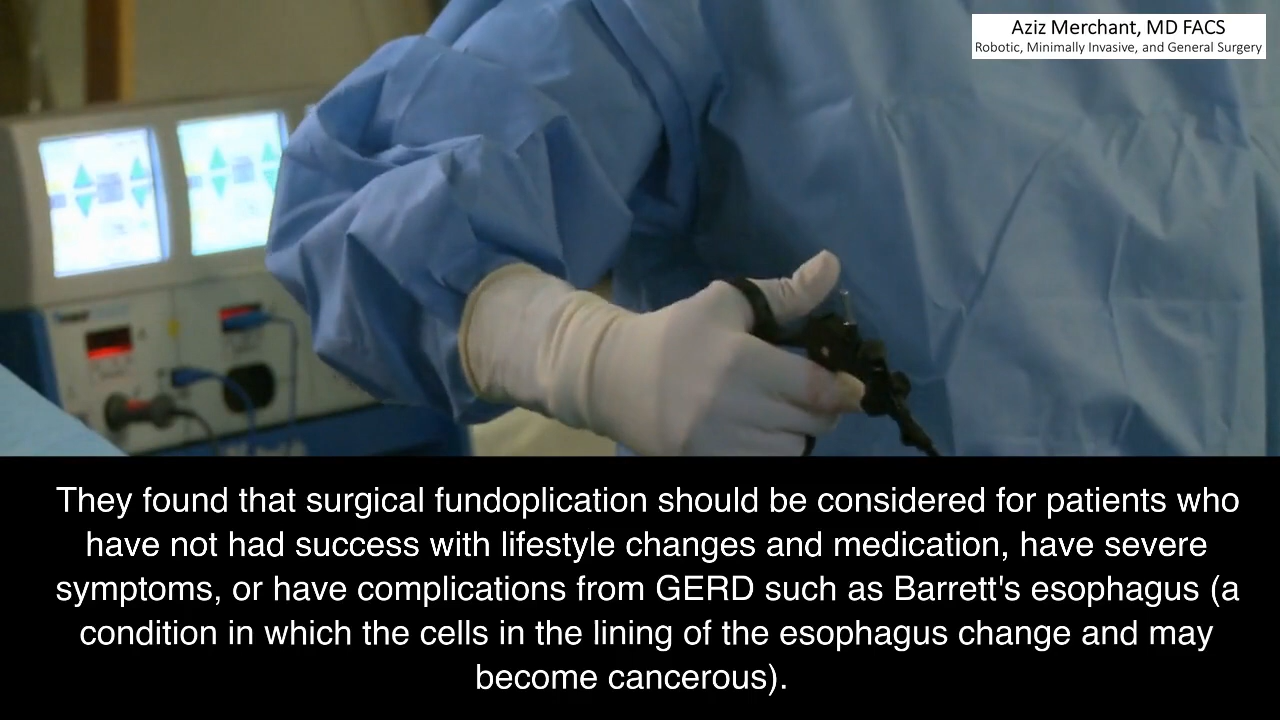 Aziz Merchant, MD FACS
Robotic, Minimally Invasive, and General Surgery
They found that surgical fundoplication should be considered for patients who
have not had success with lifestyle changes and medication, have severe
symptoms, or have complications from GERD such as Barrett's esophagus (a
condition in which the cells in the lining of the esophagus change and may
become cancerous).